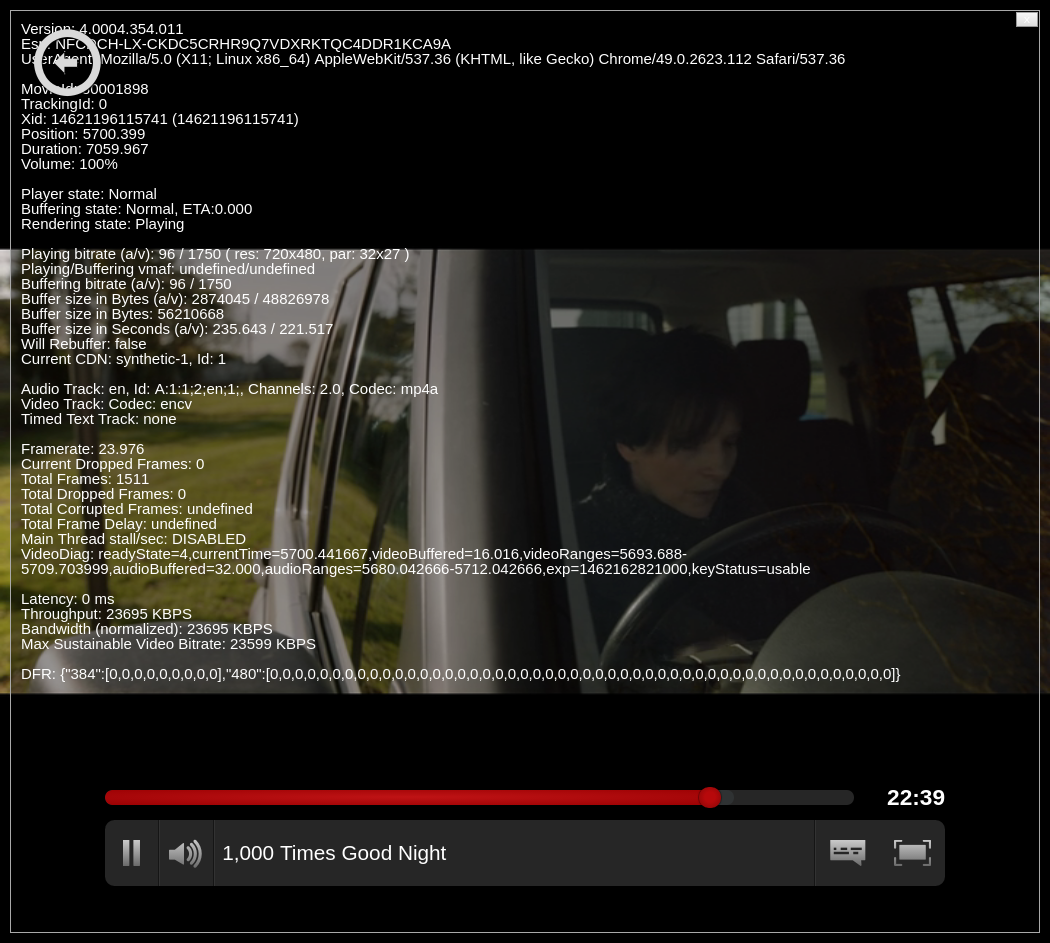 Version: 4.0004.354.011
Esn: NFCDCH-LX-CKDC5CRHR9Q7VDXRKTQC4DDR1KCA9A
UserAgent: Mozilla/5.0 (X11; Linux x86_64) AppleWebKit/537.36 (KHTML, like Gecko) Chrome/49.0.2623.112 Safari/537.36
MovieId: 80001898
TrackingId: 0
Xid: 14621196115741 (14621196115741)
Position: 5700.399
Duration: 7059.967
Volume: 100%
Player state: Normal
Buffering state: Normal, ETA:0.000
Rendering state: Playing
Playing bitrate (a/v): 96 / 1750 ( res: 720x480, par: 32x27 )
Playing/Buffering vmaf: undefined/undefined
Buffering bitrate (a/v): 96 / 1750
Buffer size in Bytes (a/v): 2874045 / 48826978
Buffer size in Bytes: 56210668
Buffer size in Seconds (a/v): 235.643 / 221.517
Will Rebuffer: false
Current CDN: synthetic-1, Id: 1
Audio Track: en, Id: A:1:1;2;en;1;, Channels: 2.0, Codec: mp4a
Video Track: Codec: encv
Timed Text Track: none
Framerate: 23.976
Current Dropped Frames: 0
Total Frames: 1511
Total Dropped Frames: 0
Total Corrupted Frames: undefined
Total Frame Delay: undefined
Main Thread stall/sec: DISABLED
VideoDiag: readyState=4,currentTime=5700.441667,videoBuffered=16.016,videoRanges=5693.688-
5709.703999,audioBuffered=32.000,audioRanges=5680.042666-5712.042666,exp=1462162821000,keyStatus=usable
Latency: 0 ms
Throughput: 23695 KBPS
Bandwidth (normalized): 23695 KBPS
Max Sustainable Video Bitrate: 23599 KBPS
DFR: {"384":[0,0,0,0,0,0,0,0,0],"480":[0,0,0,0,0,0,0,0,0,0,0,0,0,0,0,0,0,0,0,0,0,0,0,0,0,0,0,0,0,0,0,0,0,0,0,0,0,0,0,0,0,0,0,0,0,0,0,0,0,0]}
22:39
1,000 Times Good Night